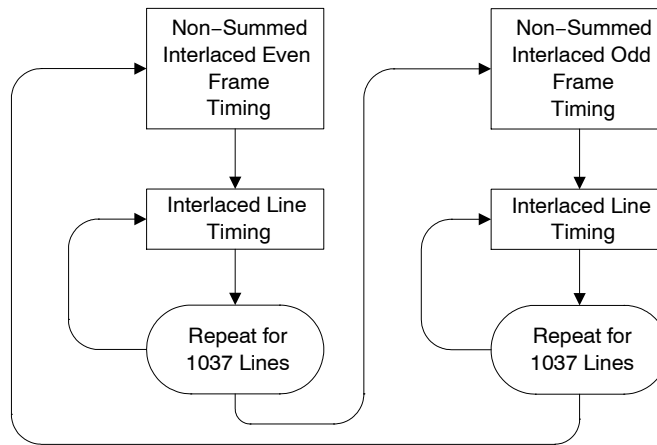 Non−Summed
Interlaced Even
Frame
Timing
Interlaced Line
Timing
Repeat for
1037 Lines
Non−Summed
Interlaced Odd
Frame
Timing
Interlaced Line
Timing
Repeat for
1037 Lines